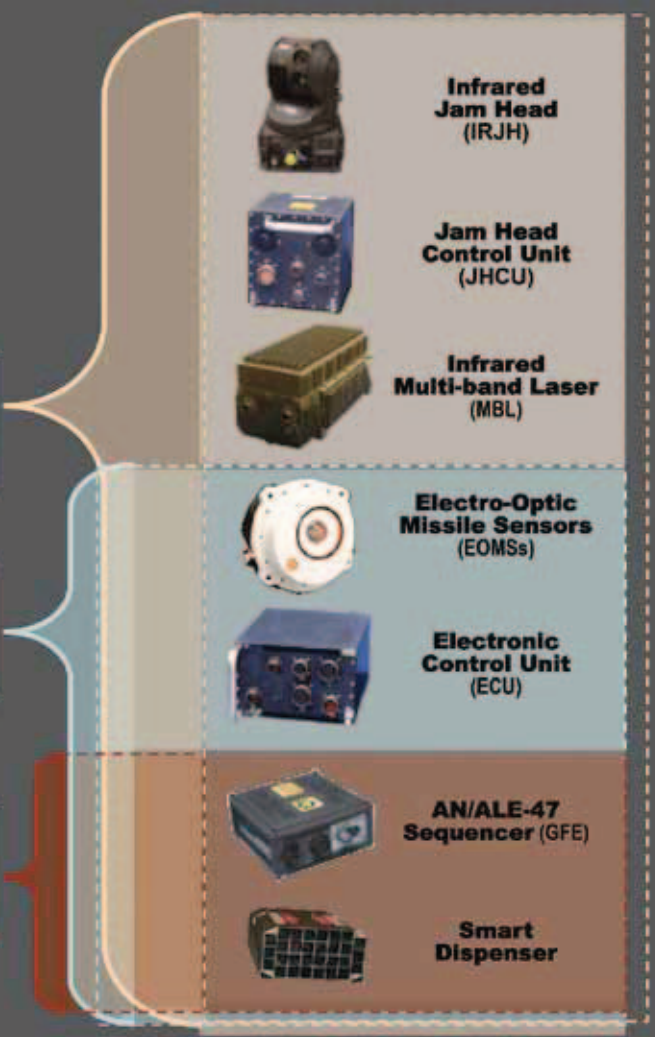 Infrared
Jam Head
(IRJH)
Jam Head
Control Unit
(JHCU)
Infrared
Multi-band Laser
(MBL)
Electro-Optic
Missile Sensors
(EOMSs)
Electronic
Control Unit
(ECU)
AN/ALE-47
Sequencer (GFE)
Smart
Dispenser